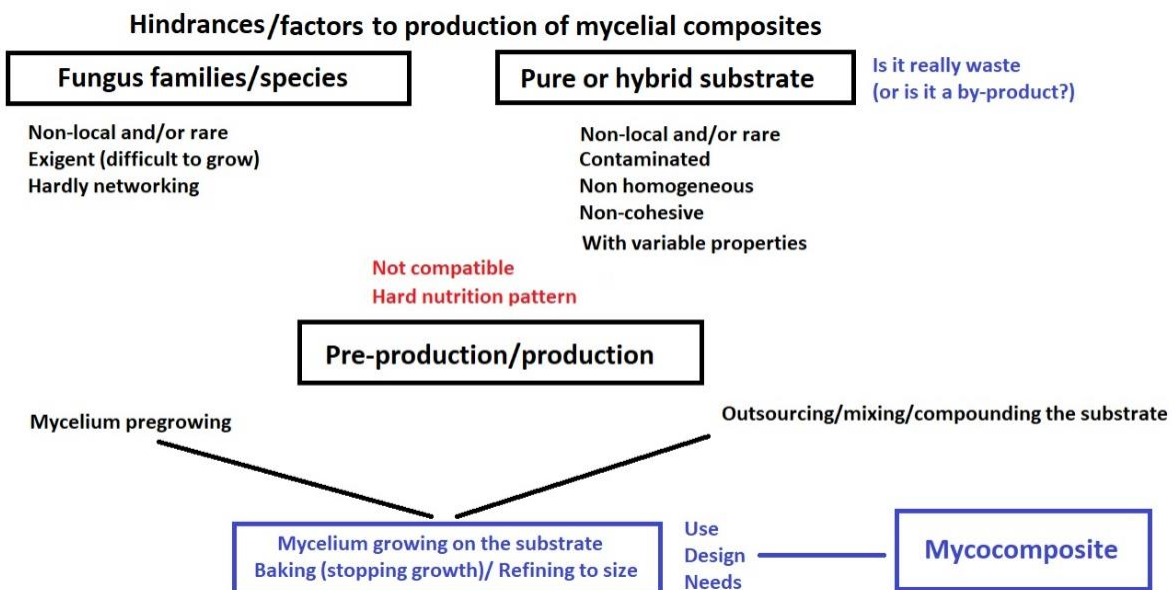 Hindrances/factors to production of mycelial composites
Fungus families/species
Pure or hybrid substrate
Is it really waste
(or is it a by-product?)
Non-local and/or rare
Exigent (difficult to grow)
Hardly networking
Non-local and/or rare
Contaminated
Non homogeneous
Non-cohesive
With variable properties
Not compatible
Hard nutrition pattern
Pre-production/production
Mycelium pregrowing
Outsourcing/mixing/compounding the substrate
Mycelium growing on the substrate
Baking (stopping growth)/ Refining to size
Use
Design
Needs
Mycocomposite